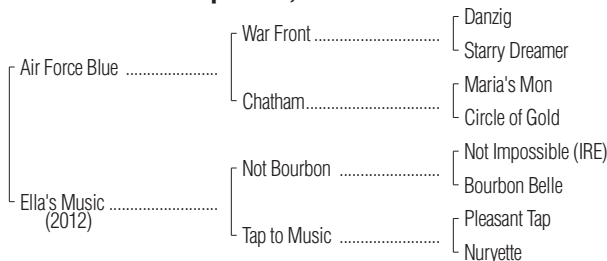 Danzig
War Front ........................................
Starry Dreamer
Air Force Blue ......................
Maria's Mon
Chatham...........................................
Circle of Gold
Not Impossible (IRE)
Not Bourbon ..................................
Bourbon Belle
Ella's Music ..........................
(2012)
Pleasant Tap
Tap to Music ..................................
Nuryette